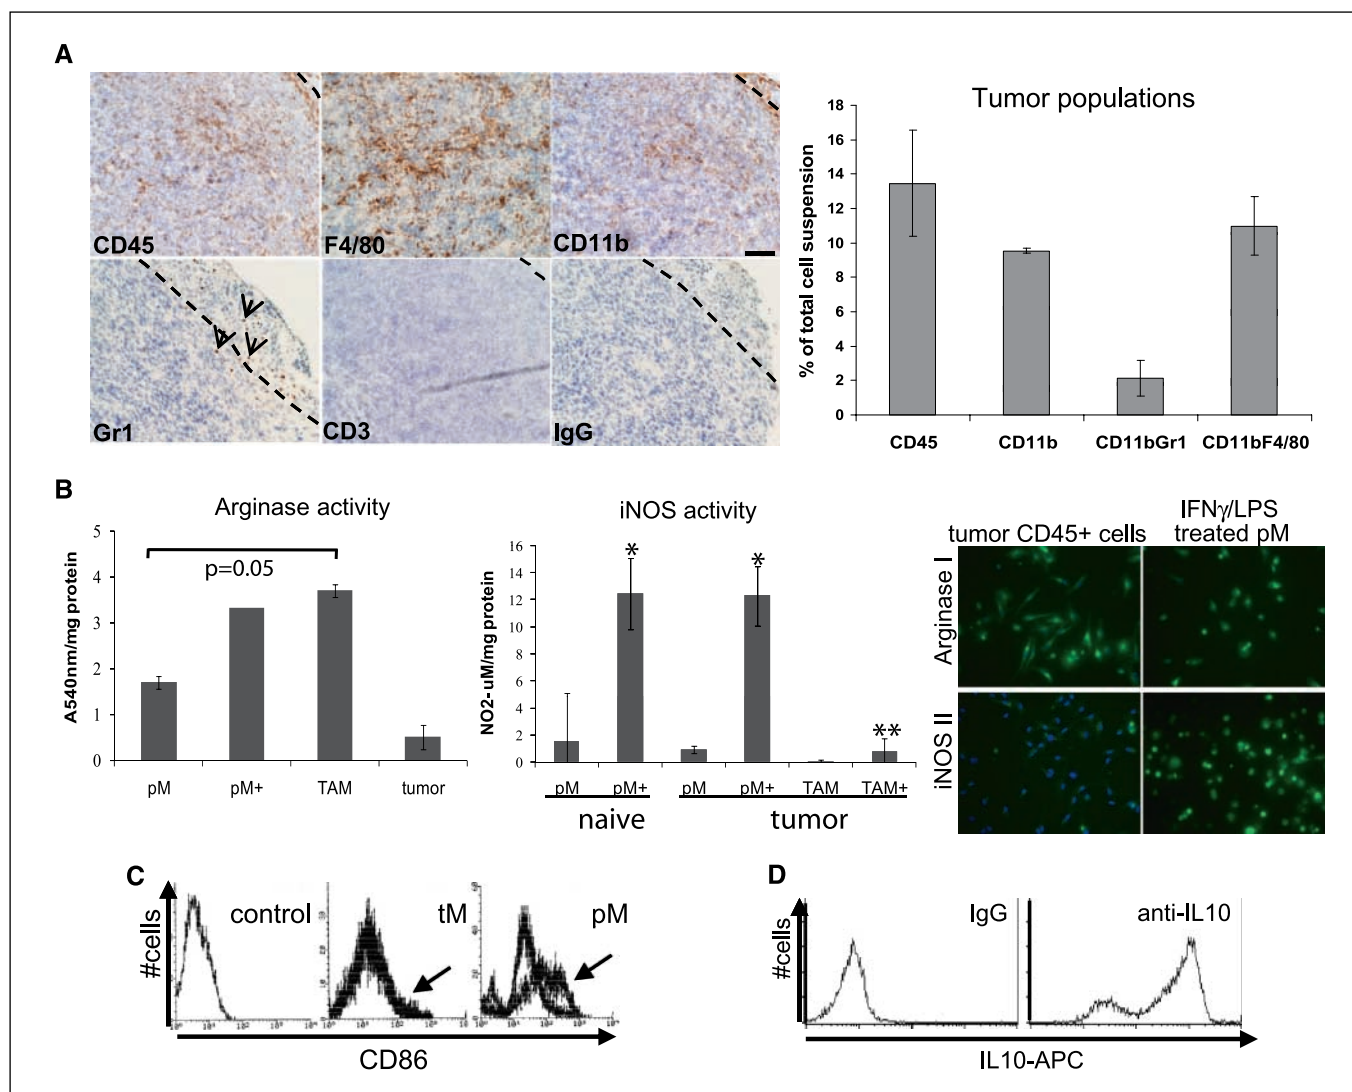 A
CD45
F4/80
CD11b
Gr1
CD3
IgG
Tumor populations
% of total cell suspension
18
16
14
12
10
8
6
4
2
0
CD45
CD11b
CD11bGr1
CD11bF4/80
B
Arginase activity
A540nm/mg protein
5
4
3
2
1
0
p=0.05
pM
pM+
TAM
tumor
iNOS activity
NO2-uM/mg protein
16
14
12
10
8
6
4
2
0
*
*
**
pM
pM+
pM
pM+
TAM
TAM+
naive
tumor
tumor CD45+ cells
IFNγ/LPS
treated pM
Arginase I
iNOS II
C
#cells
control
tM
pM
CD86
D
#cells
IgG
anti-IL10
IL10-APC